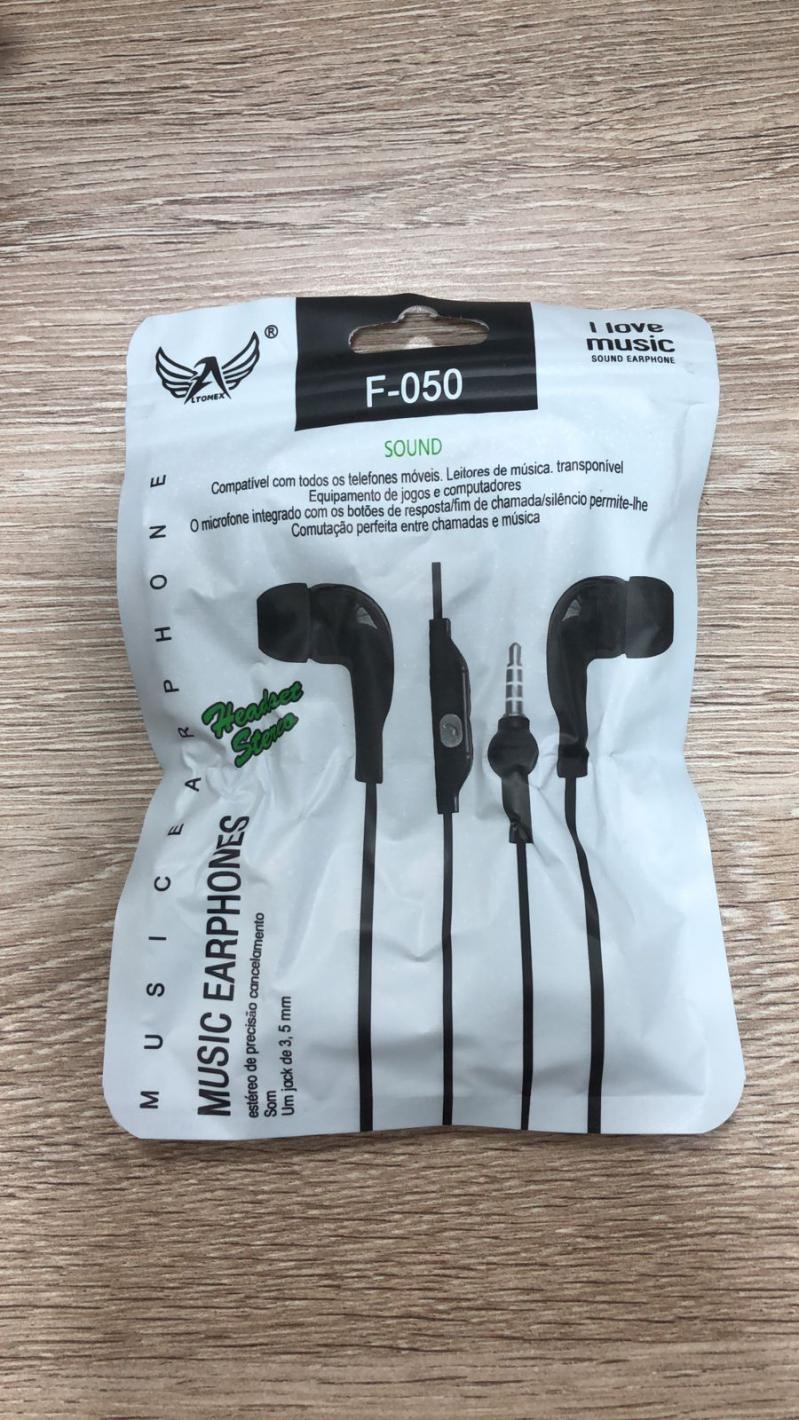 ALTOMEX
®
F-050
I love
music
SOUND EARPHONE
SOUND
Compatível com todos os telefones móveis. Leitores de música. transponível
Equipamento de jogos e computadores
O microfone integrado com os botões de resposta/fim de chamada/silêncio permite-lhe
Comutação perfeita entre chamadas e música
MUSIC EARPHONE
Headset
Stereo
MUSIC EARPHONES
estéreo de precisão cancelamento
Som
Um jack de 3, 5 mm